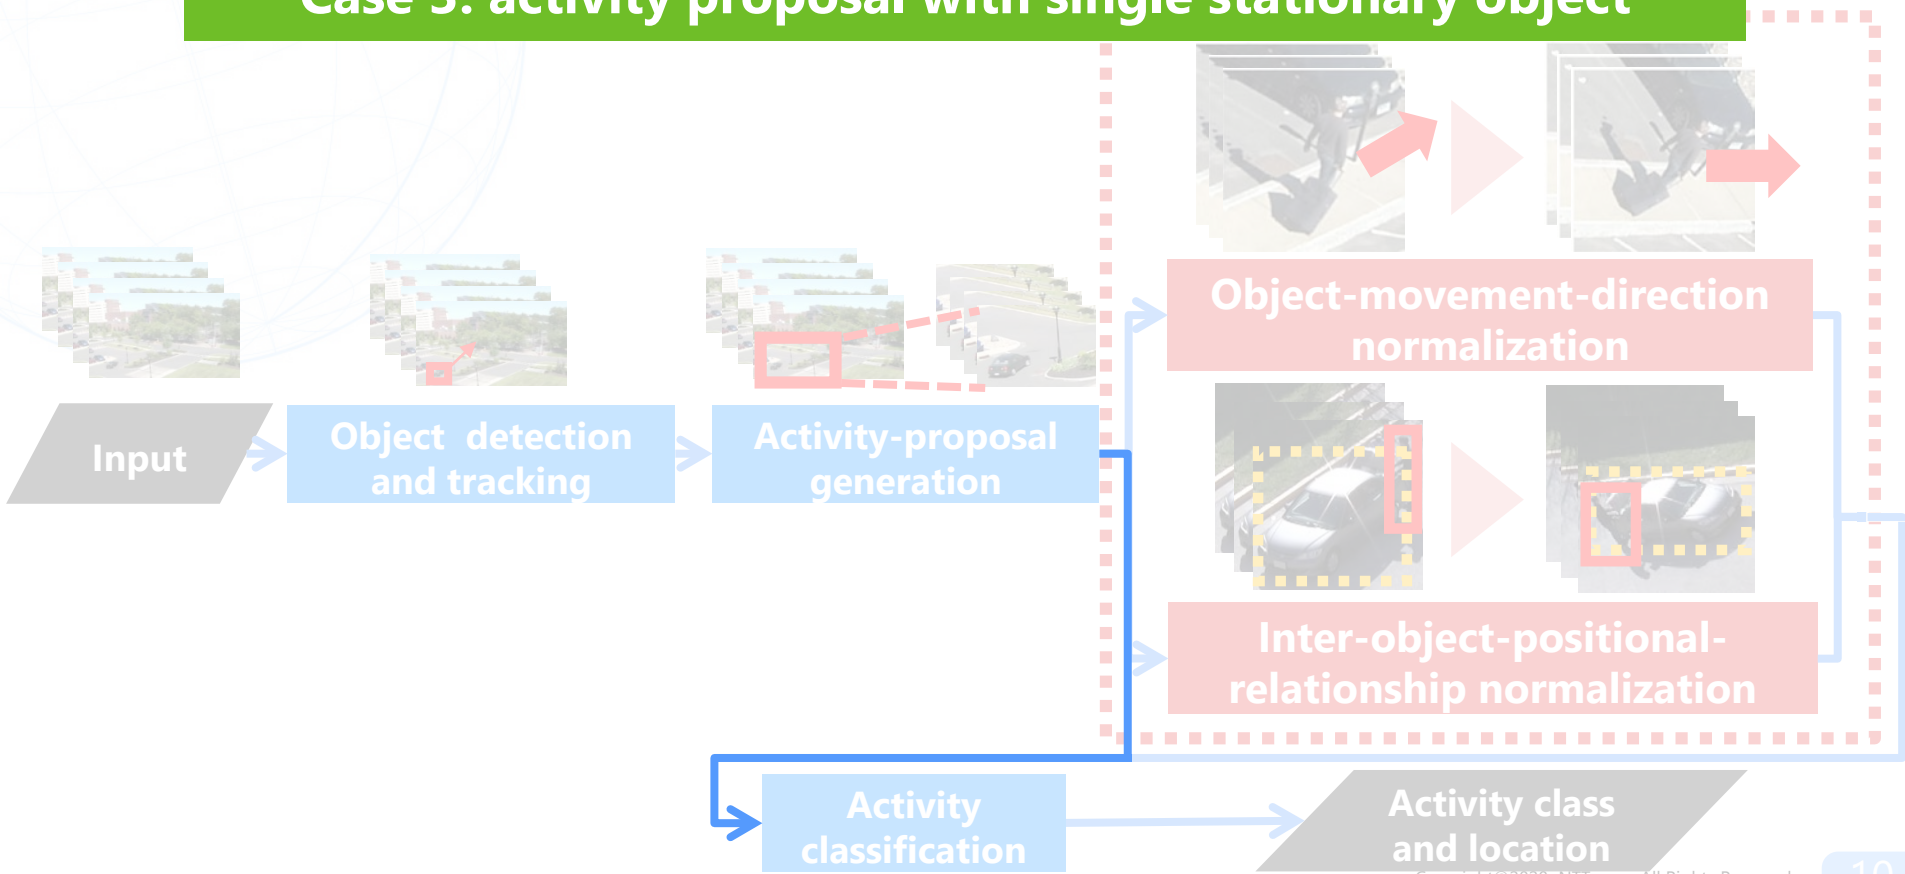 Case 3: activity proposal with single stationary object
Object-movement-direction
normalization
Input
Object detection
and tracking
Activity-proposal
generation
Inter-object-positional-
relationship normalization
Activity
classification
Activity class
and location
10